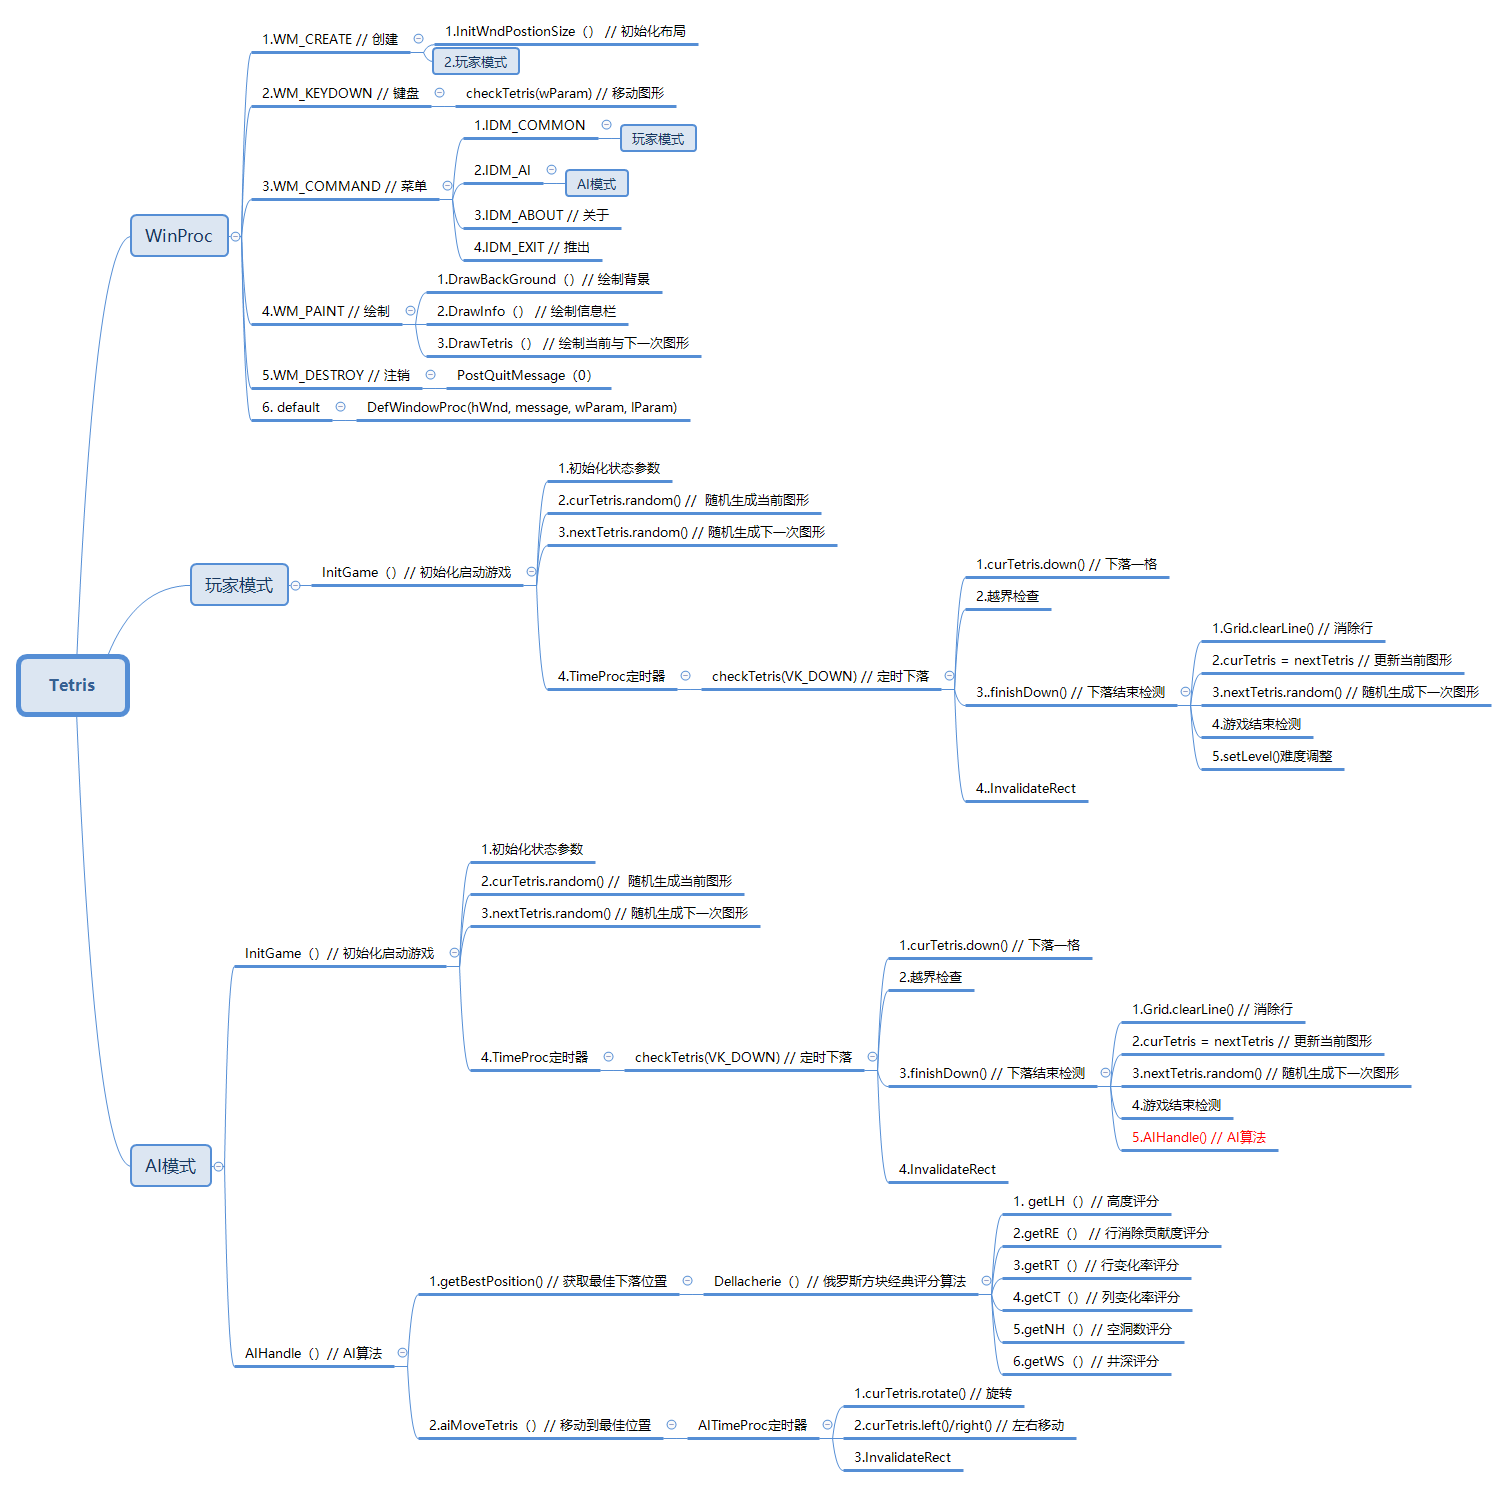 Tetris
WinProc
1.WM_CREATE // 创建
1.InitWndPostionSize（） // 初始化布局
2.玩家模式
2.WM_KEYDOWN // 键盘
checkTetris(wParam) // 移动图形
3.WM_COMMAND // 菜单
1.IDM_COMMON
玩家模式
2.IDM_AI
AI模式
3.IDM_ABOUT // 关于
4.IDM_EXIT // 推出
4.WM_PAINT // 绘制
1.DrawBackGround（）// 绘制背景
2.DrawInfo（） // 绘制信息栏
3.DrawTetris（） // 绘制当前与下一次图形
5.WM_DESTROY // 注销
PostQuitMessage（0）
6. default
DefWindowProc(hWnd, message, wParam, lParam)
玩家模式
InitGame（）// 初始化启动游戏
1.初始化状态参数
2.curTetris.random() //  随机生成当前图形
3.nextTetris.random() // 随机生成下一次图形
4.TimeProc定时器
checkTetris(VK_DOWN) // 定时下落
1.curTetris.down() // 下落一格
2.越界检查
3..finishDown() // 下落结束检测
1.Grid.clearLine() // 消除行
2.curTetris = nextTetris // 更新当前图形
3.nextTetris.random() // 随机生成下一次图形
4.游戏结束检测
5.setLevel()难度调整
4..InvalidateRect
AI模式
InitGame（）// 初始化启动游戏
1.初始化状态参数
2.curTetris.random() //  随机生成当前图形
3.nextTetris.random() // 随机生成下一次图形
4.TimeProc定时器
checkTetris(VK_DOWN) // 定时下落
1.curTetris.down() // 下落一格
2.越界检查
3.finishDown() // 下落结束检测
1.Grid.clearLine() // 消除行
2.curTetris = nextTetris // 更新当前图形
3.nextTetris.random() // 随机生成下一次图形
4.游戏结束检测
5.AIHandle() // AI算法
4.InvalidateRect
AIHandle（）// AI算法
1.getBestPosition() // 获取最佳下落位置
Dellacherie（）// 俄罗斯方块经典评分算法
1. getLH（）// 高度评分
2.getRE（） // 行消除贡献度评分
3.getRT（）// 行变化率评分
4.getCT（）// 列变化率评分
5.getNH（）// 空洞数评分
6.getWS（）// 井深评分
2.aiMoveTetris（）// 移动到最佳位置
AITimeProc定时器
1.curTetris.rotate() // 旋转
2.curTetris.left()/right() // 左右移动
3.InvalidateRect